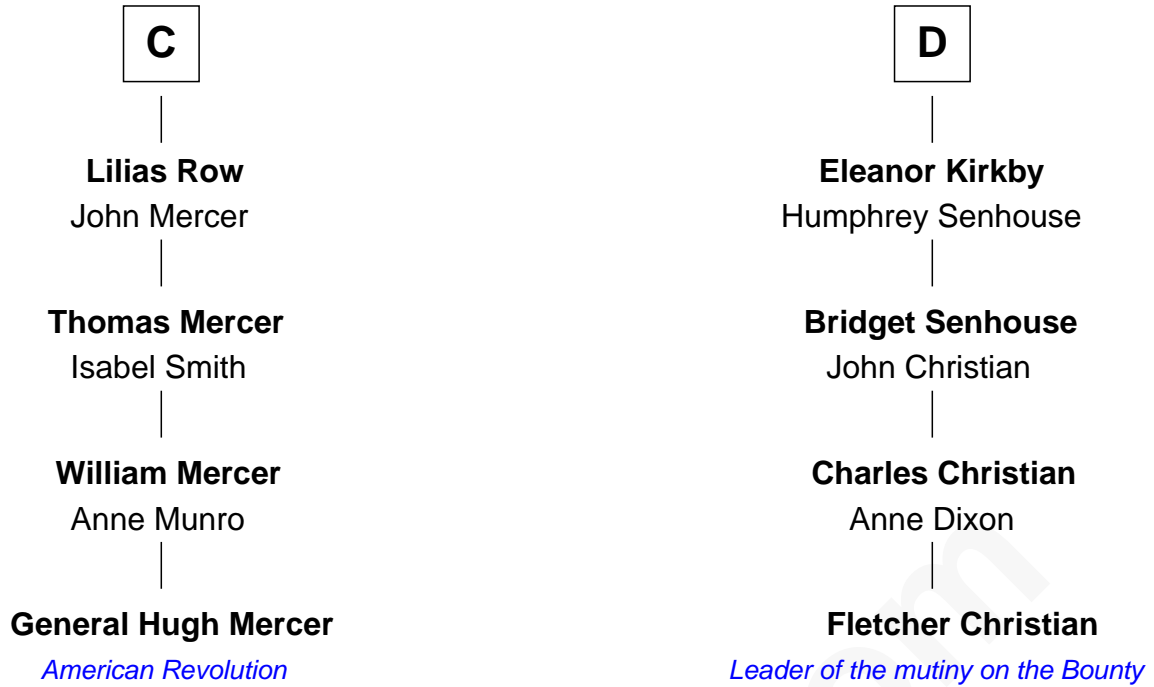 C
Lilias Row
John Mercer
Thomas Mercer
Isabel Smith
William Mercer
Anne Munro
General Hugh Mercer
American Revolution
D
Eleanor Kirkby
Humphrey Senhouse
Bridget Senhouse
John Christian
Charles Christian
Anne Dixon
Fletcher Christian
Leader of the mutiny on the Bounty